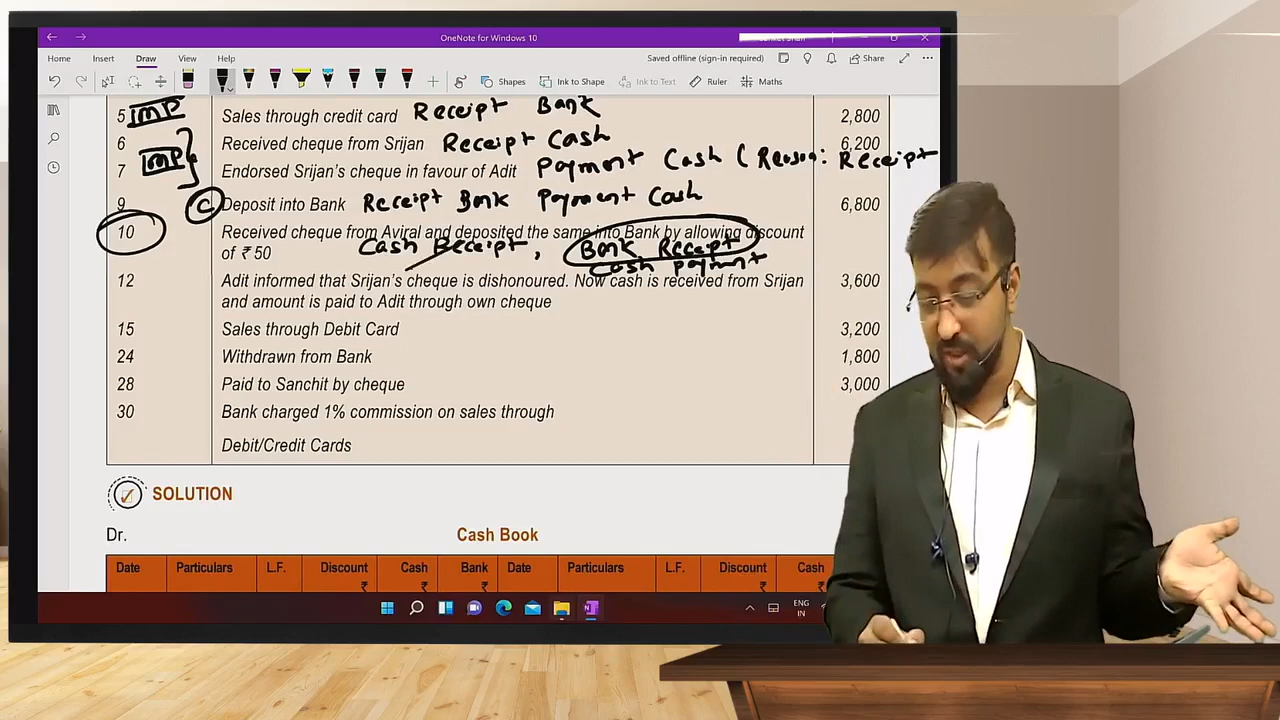 OneNote for Windows 10
Home Insert Draw View Help
Saved offline (sign-in required) Share
Shapes Ink to Shape Ink to Text Ruler Maths
5 IMP Sales through credit card Receipt Bank 2,800
6 Received cheque from Srijan Receipt Cash 6,200
IMP
7 Endorsed Srijan's cheque in favour of Adit Payment Cash (Reason: Receipt
9 C Deposit into Bank Receipt Bank Payment Cash 6,800
10 Received cheque from Aviral and deposited the same into Bank by allowing discount
of ₹ 50 Cash Receipt, Bank Receipt
Cash payment
12 Adit informed that Srijan's cheque is dishonoured. Now cash is received from Srijan 3,600
and amount is paid to Adit through own cheque
15 Sales through Debit Card 3,200
24 Withdrawn from Bank 1,800
28 Paid to Sanchit by cheque 3,000
30 Bank charged 1% commission on sales through
Debit/Credit Cards
SOLUTION
Dr. Cash Book
Date Particulars L.F. Discount Cash Bank Date Particulars L.F. Discount Cash
₹ ₹ ₹ ₹ ₹
ENG
IN